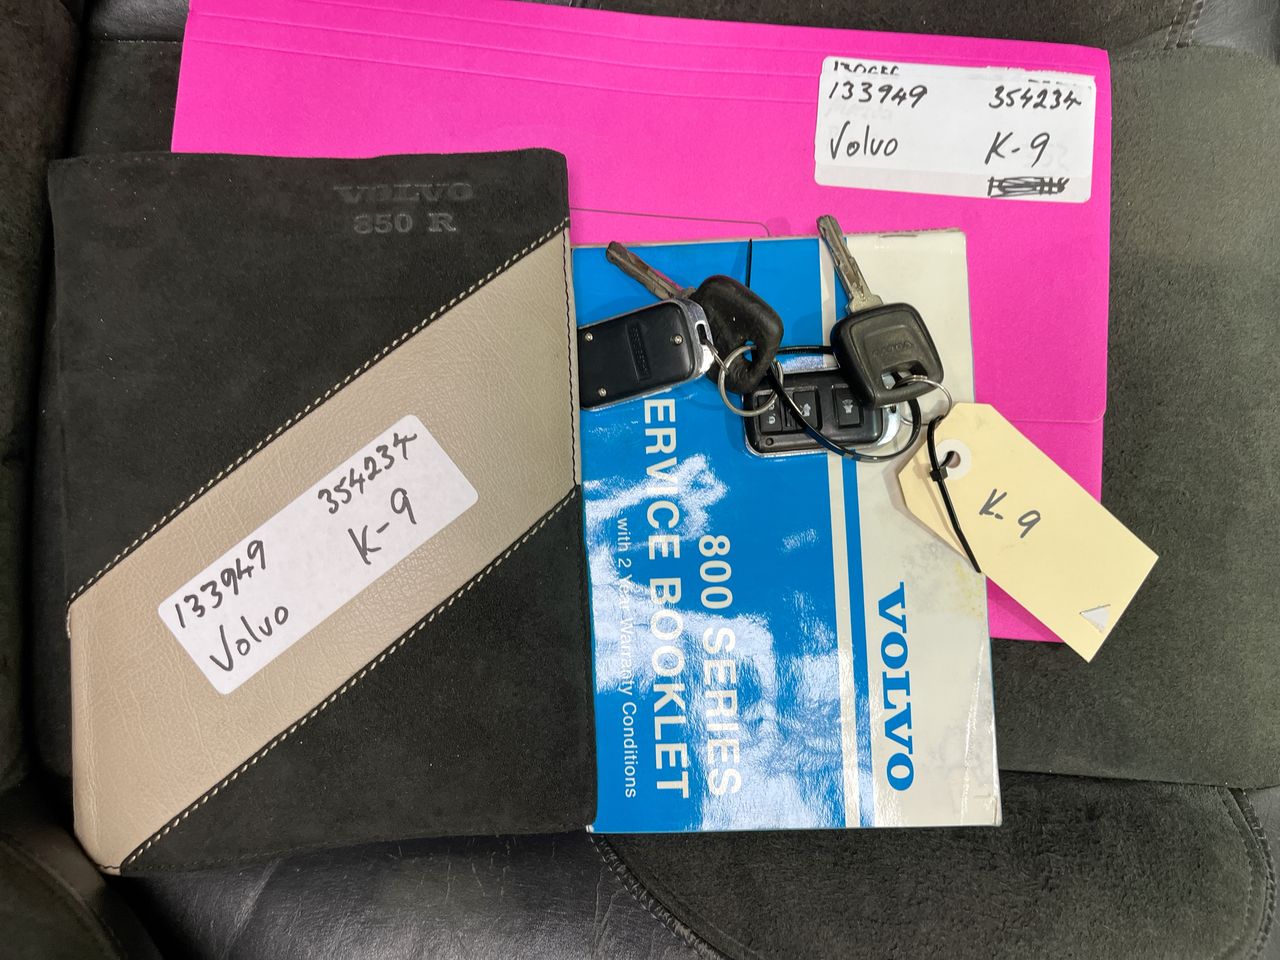 133949 354234
Volvo K-9
VOLVO
850 R
133949 354234
Volvo K-9
K-9
VOLVO
800 SERIES
ERVICE BOOKLET
with 2 Year Warranty Conditions